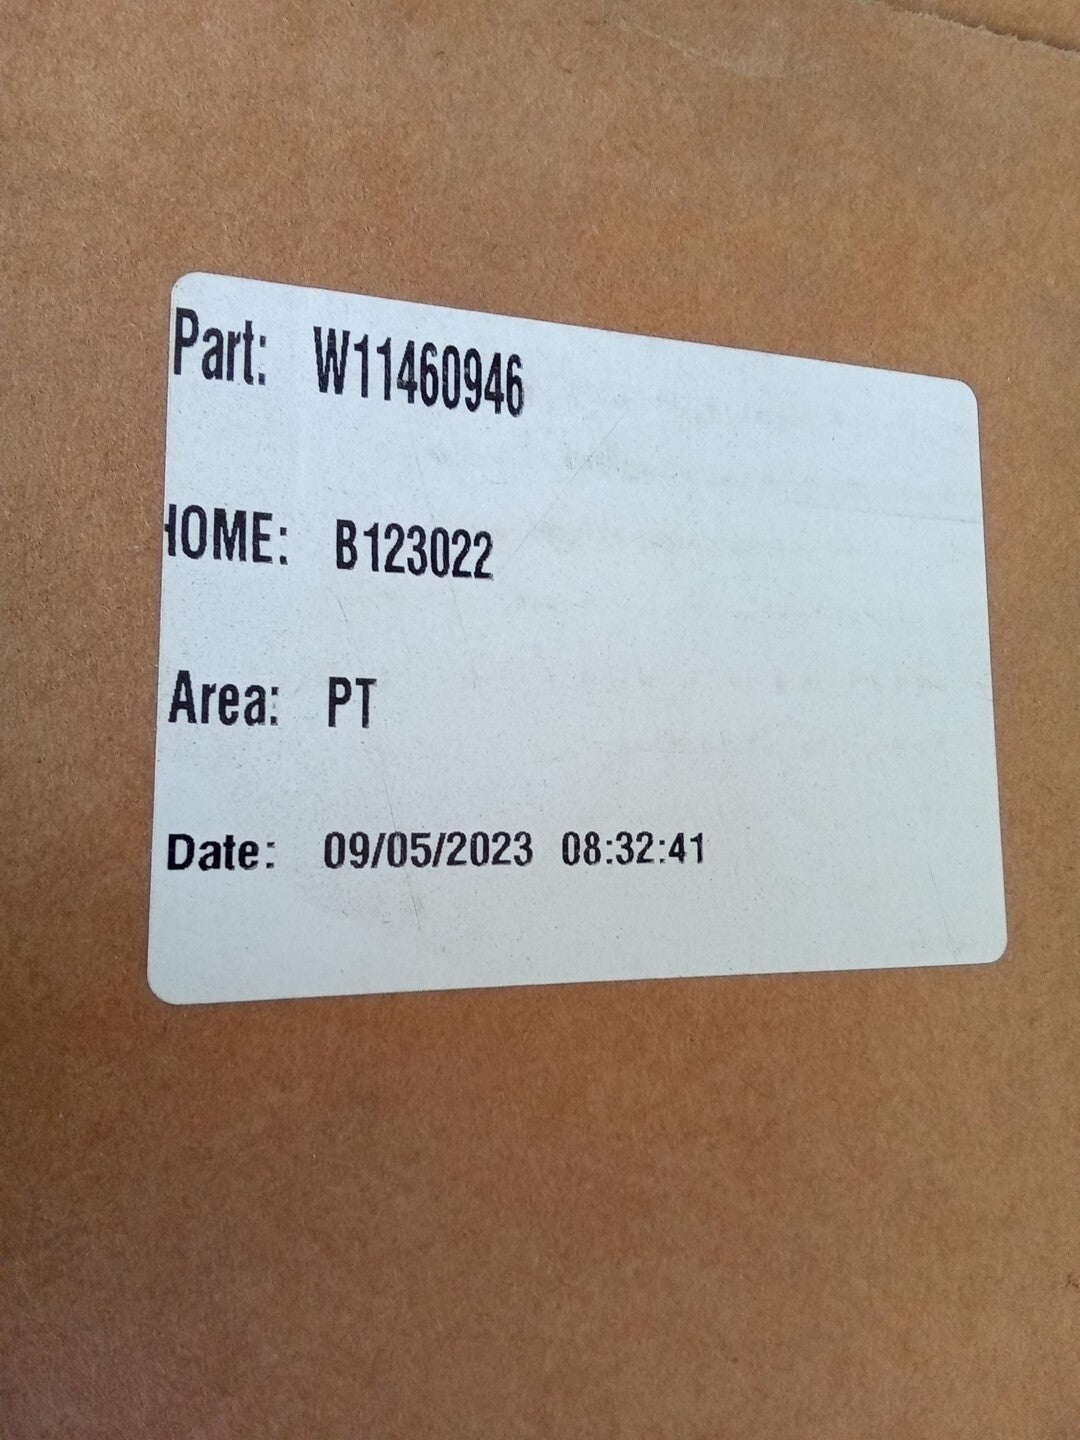 Part: W11460946
HOME: B123022
Area: PT
Date: 09/05/2023 08:32:41